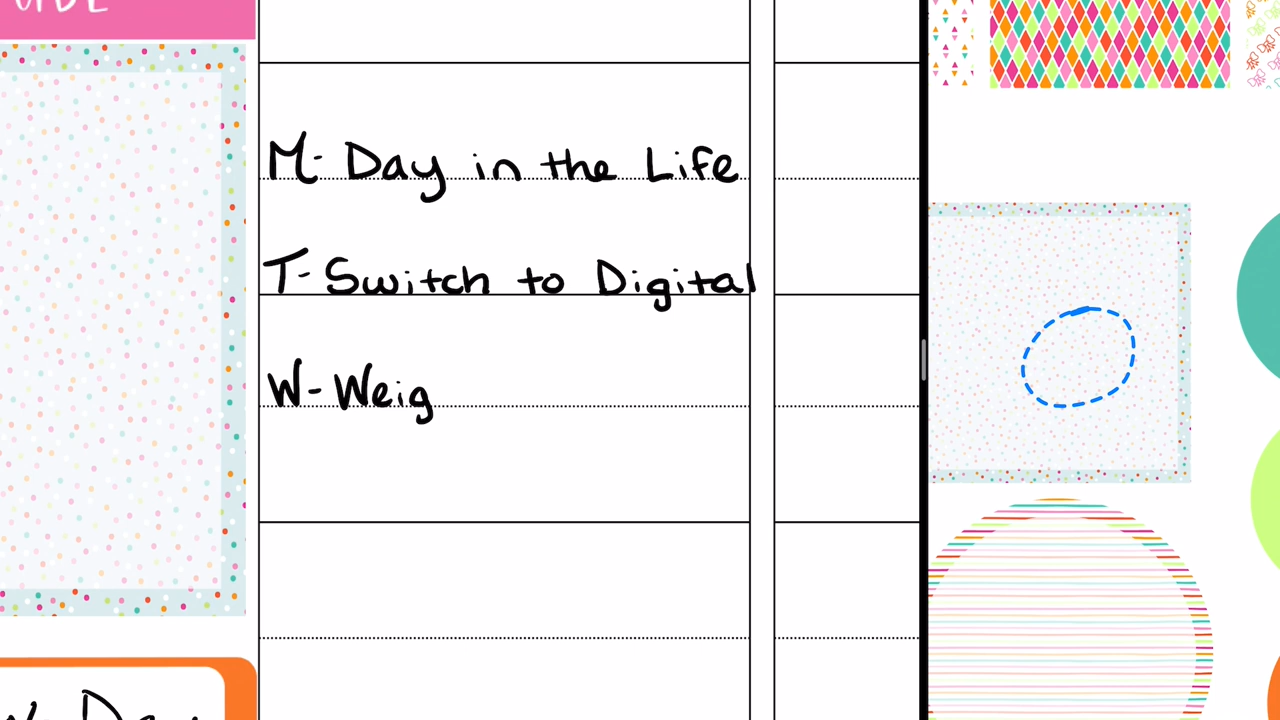 M- Day in the Life
T- Switch to Digital
W- Weig